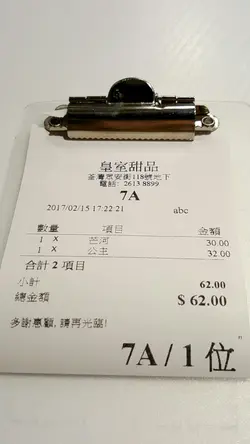 皇室甜品
荃灣眾安街118號地下
電話: 2613 8899
7A
2017/02/15 17:22:21 abc
數量 項目 金額
1 X 芒河 30.00
1 X 公主 32.00
合計 2 項目
小計 62.00
總金額 $ 62.00
多謝惠顧,請再光臨!
7A / 1 位